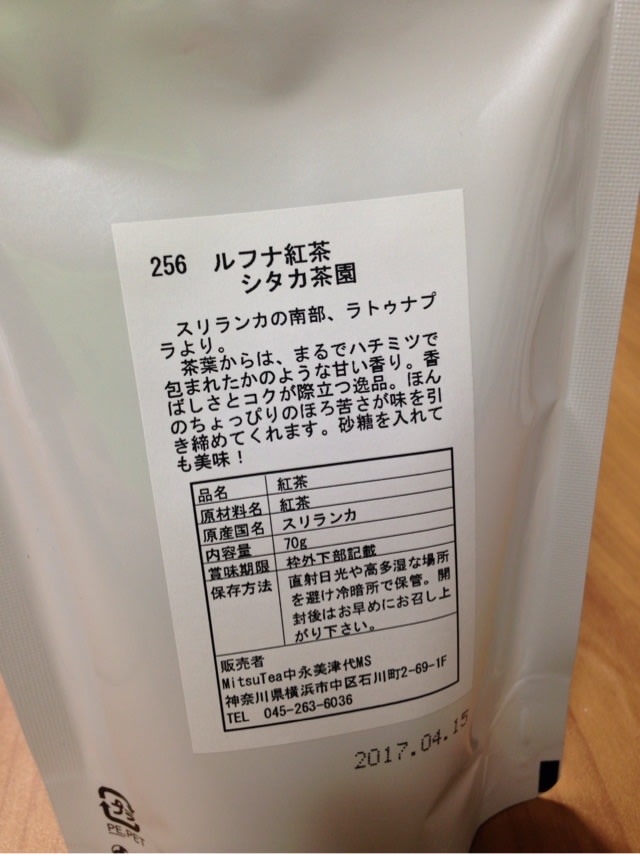 256 ルフナ紅茶
シタカ茶園
スリランカの南部、ラトゥナプ
ラより。
茶葉からは、まるでハチミツで
包まれたかのような甘い香り。香
ばしさとコクが際立つ逸品。ほん
のちょっぴりのほろ苦さが味を引
き締めてくれます。砂糖を入れて
も美味！
品名 紅茶
原材料名 紅茶
原産国名 スリランカ
内容量 70g
賞味期限 枠外下部記載
保存方法 直射日光や高多湿な場所
を避け冷暗所で保管。開
封後はお早めにお召し上
がり下さい。
販売者
MitsuTea中永美津代MS
神奈川県横浜市中区石川町2-69-1F
TEL 045-263-6036
2017.04.15
プラ
PE,PET